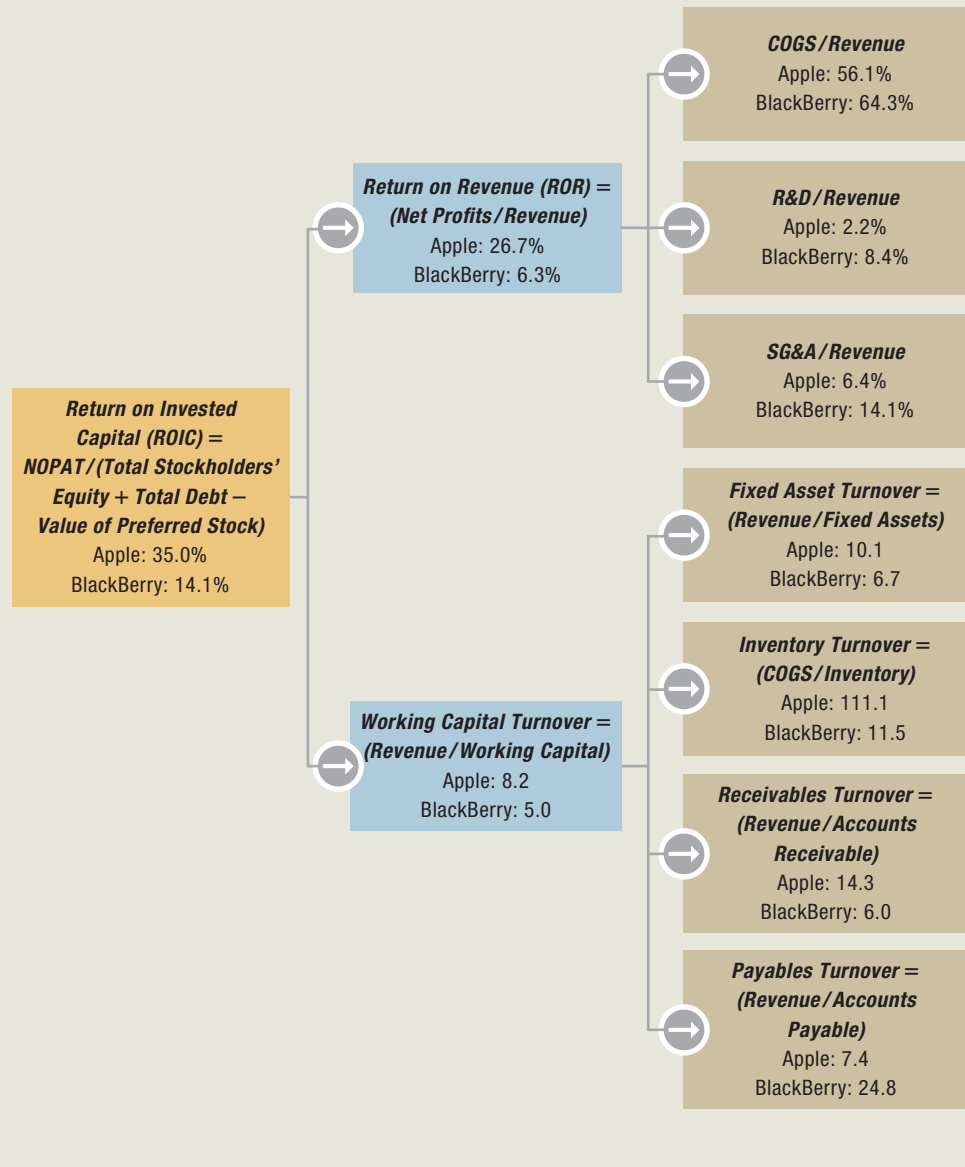 Return on Invested
Capital (ROIC) =
NOPAT/(Total Stockholders’
Equity + Total Debt –
Value of Preferred Stock)
Apple: 35.0%
BlackBerry: 14.1%
Return on Revenue (ROR) =
(Net Profits/Revenue)
Apple: 26.7%
BlackBerry: 6.3%
COGS/Revenue
Apple: 56.1%
BlackBerry: 64.3%
R&D/Revenue
Apple: 2.2%
BlackBerry: 8.4%
SG&A/Revenue
Apple: 6.4%
BlackBerry: 14.1%
Working Capital Turnover =
(Revenue/Working Capital)
Apple: 8.2
BlackBerry: 5.0
Fixed Asset Turnover =
(Revenue/Fixed Assets)
Apple: 10.1
BlackBerry: 6.7
Inventory Turnover =
(COGS/Inventory)
Apple: 111.1
BlackBerry: 11.5
Receivables Turnover =
(Revenue/Accounts
Receivable)
Apple: 14.3
BlackBerry: 6.0
Payables Turnover =
(Revenue/Accounts
Payable)
Apple: 7.4
BlackBerry: 24.8